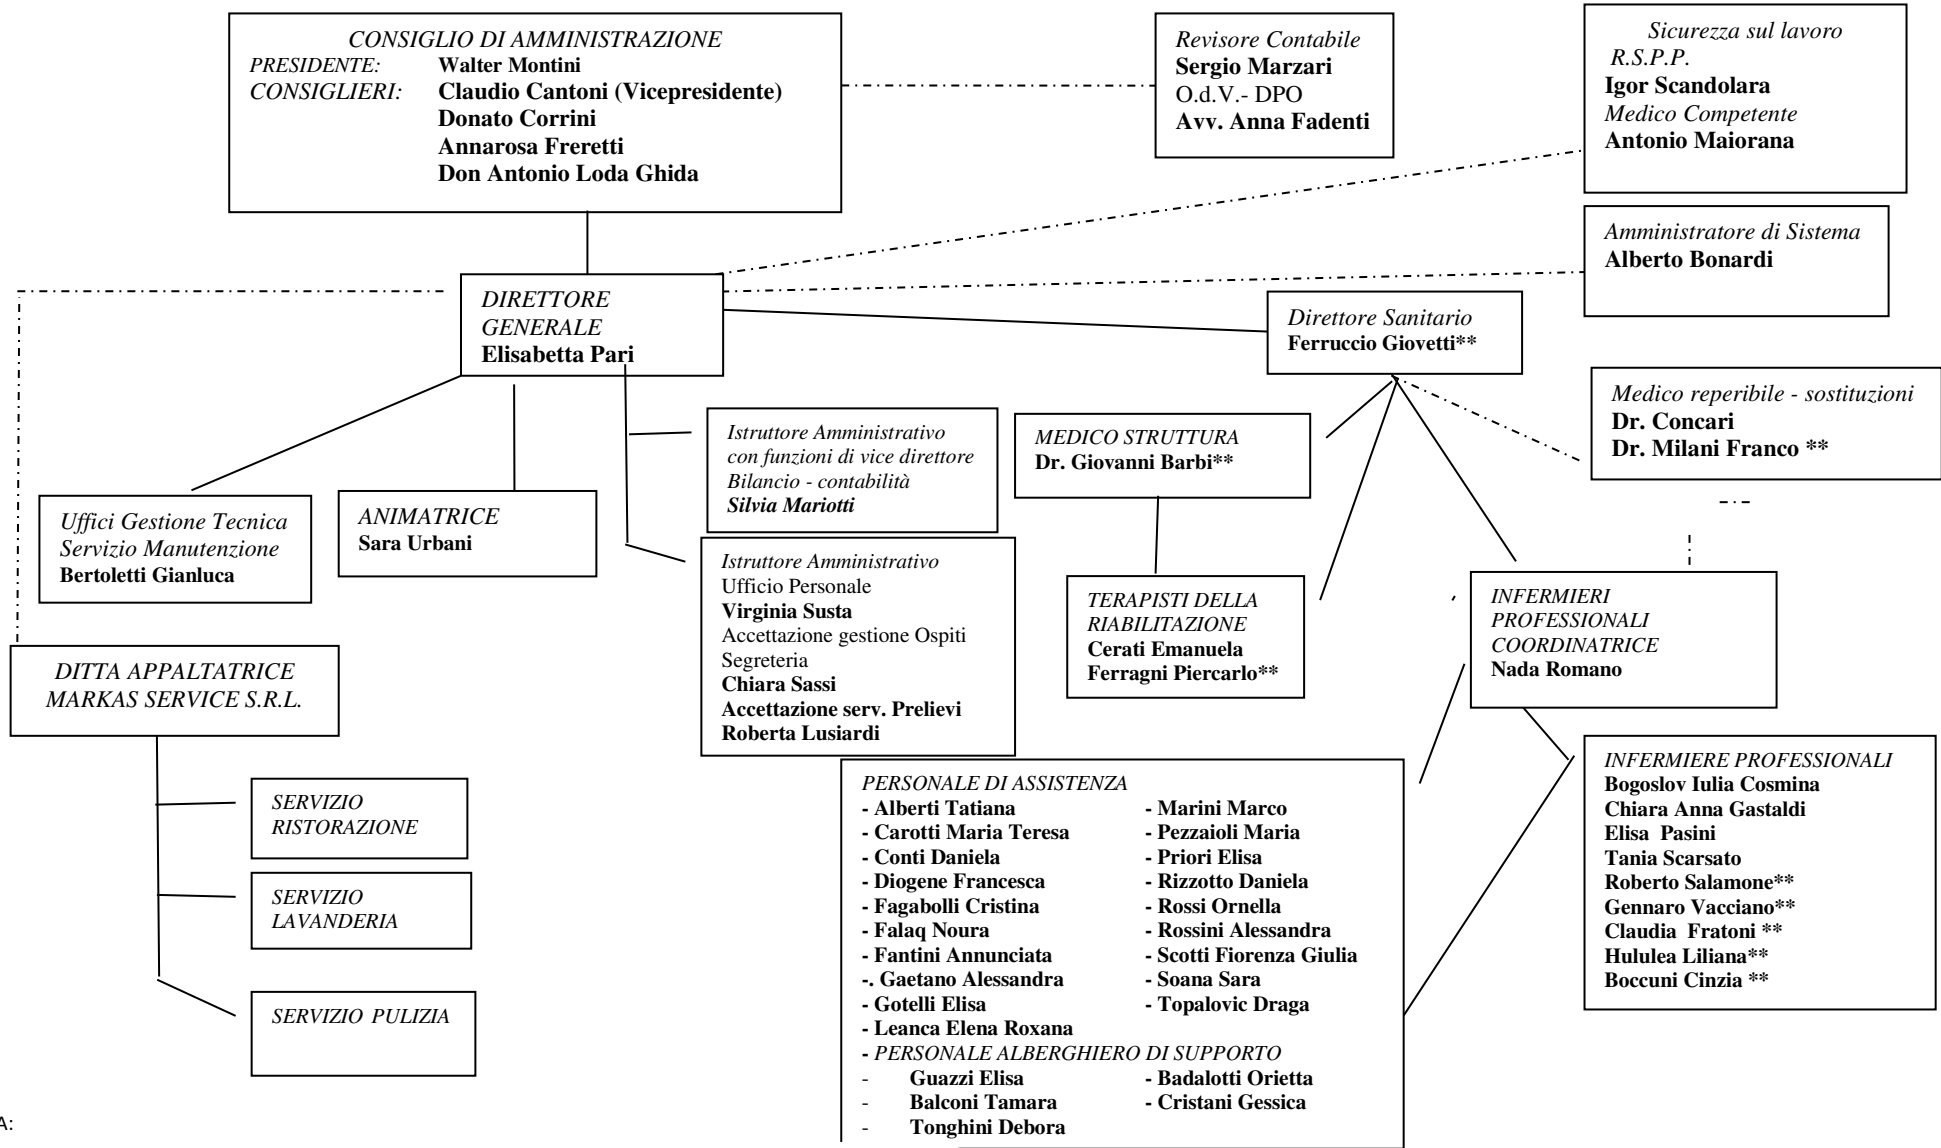 CONSIGLIO DI AMMINISTRAZIONE
PRESIDENTE: Walter Montini
CONSIGLIERI: Claudio Cantoni (Vicepresidente)
Donato Corrini
Annarosa Freretti
Don Antonio Loda Ghida
Revisore Contabile
Sergio Marzari
O.d.V.- DPO
Avv. Anna Fadenti
Sicurezza sul lavoro
R.S.P.P.
Igor Scandolara
Medico Competente
Antonio Maiorana
Amministratore di Sistema
Alberto Bonardi
DIRETTORE
GENERALE
Elisabetta Pari
Direttore Sanitario
Ferruccio Giovetti**
Medico reperibile - sostituzioni
Dr. Concari
Dr. Milani Franco **
Istruttore Amministrativo
con funzioni di vice direttore
Bilancio - contabilità
Silvia Mariotti
MEDICO STRUTTURA
Dr. Giovanni Barbi**
Uffici Gestione Tecnica
Servizio Manutenzione
Bertoletti Gianluca
ANIMATRICE
Sara Urbani
Istruttore Amministrativo
Ufficio Personale
Virginia Susta
Accettazione gestione Ospiti
Segreteria
Chiara Sassi
Accettazione serv. Prelievi
Roberta Lusiardi
TERAPISTI DELLA
RIABILITAZIONE
Cerati Emanuela
Ferragni Piercarlo**
INFERMIERI
PROFESSIONALI
COORDINATRICE
Nada Romano
DITTA APPALTATRICE
MARKAS SERVICE S.R.L.
SERVIZIO
RISTORAZIONE
SERVIZIO
LAVANDERIA
SERVIZIO PULIZIA
PERSONALE DI ASSISTENZA
- Alberti Tatiana - Marini Marco
- Carotti Maria Teresa - Pezzaioli Maria
- Conti Daniela - Priori Elisa
- Diogene Francesca - Rizzotto Daniela
- Fagabolli Cristina - Rossi Ornella
- Falaq Noura - Rossini Alessandra
- Fantini Annunciata - Scotti Fiorenza Giulia
-. Gaetano Alessandra - Soana Sara
- Gotelli Elisa - Topalovic Draga
- Leanca Elena Roxana
- PERSONALE ALBERGHIERO DI SUPPORTO
- Guazzi Elisa - Badalotti Orietta
- Balconi Tamara - Cristani Gessica
- Tonghini Debora
INFERMIERE PROFESSIONALI
Bogoslov Iulia Cosmina
Chiara Anna Gastaldi
Elisa Pasini
Tania Scarsato
Roberto Salamone**
Gennaro Vacciano**
Claudia Fratoni **
Hululea Liliana**
Boccuni Cinzia **
A: